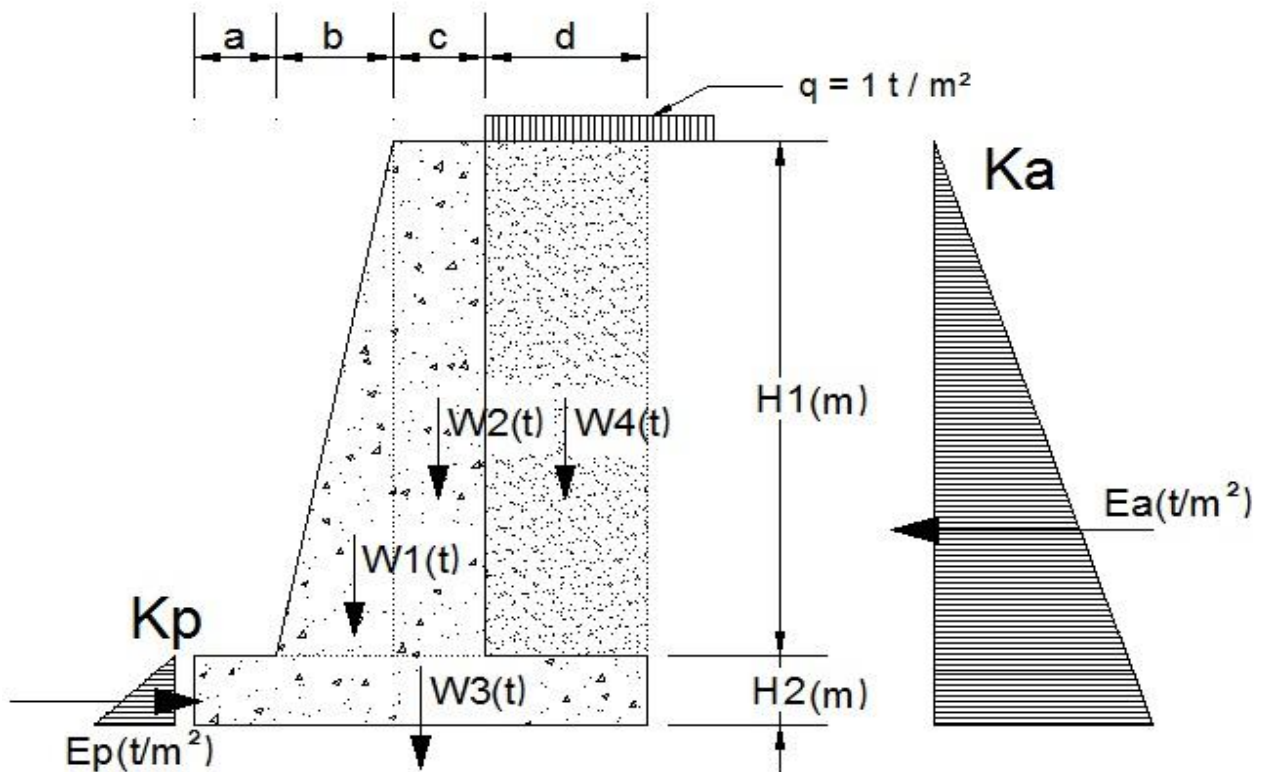 a b c d
q = 1 t / m²
Ka
H1(m)
W2(t) W4(t)
Ea(t/m²)
W1(t)
Kp
W3(t)
H2(m)
Ep(t/m²)